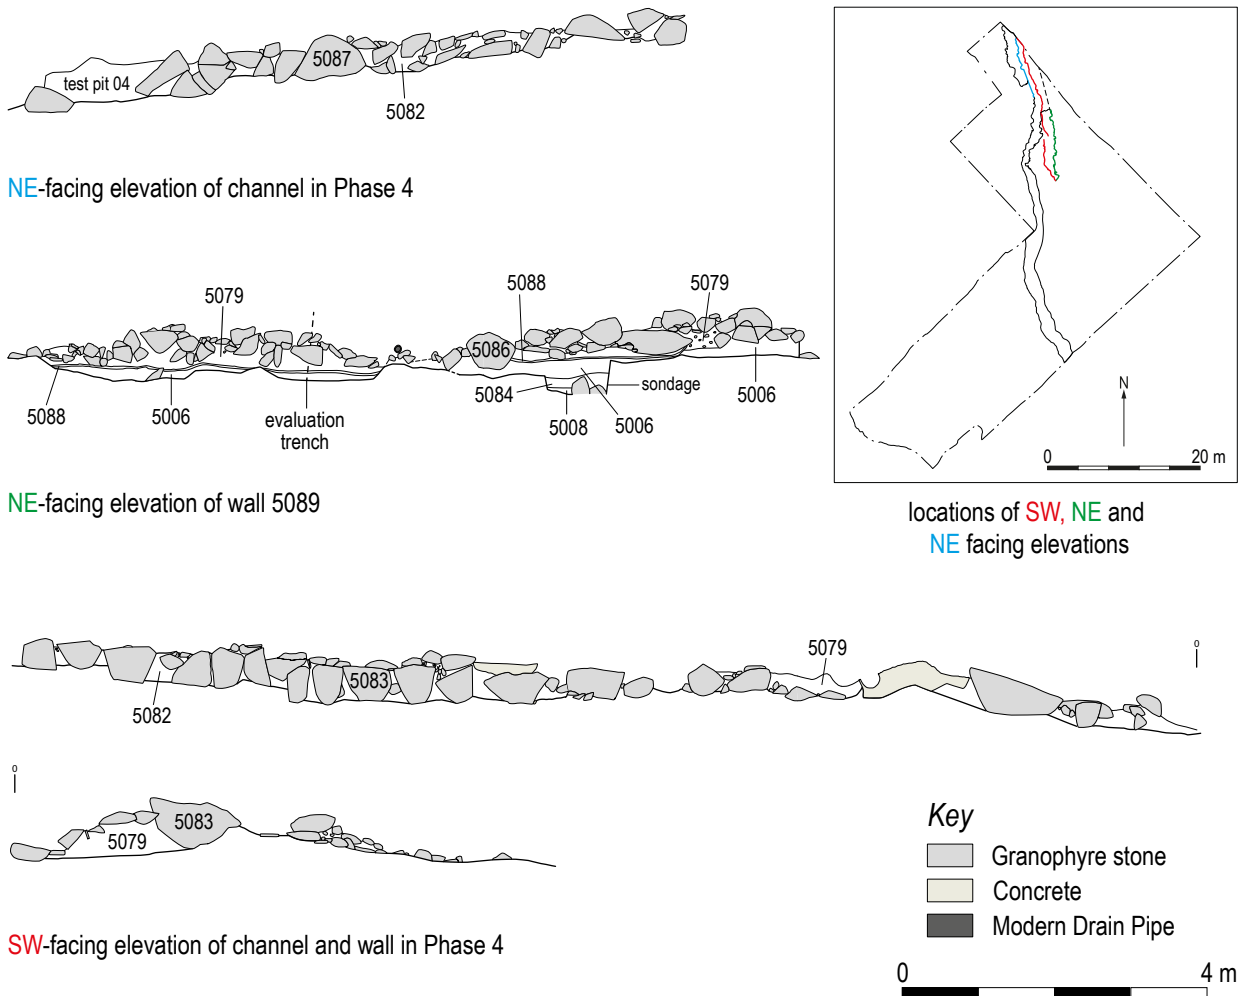 5087
test pit 04
5082
NE-facing elevation of channel in Phase 4
5079
5088
5079
5086
5088
5006
evaluation
trench
5084
5008
5006
sondage
5006
NE-facing elevation of wall 5089
N
0
20 m
locations of SW, NE and
NE facing elevations
5082
5083
5079
0
0
5079
5083
SW-facing elevation of channel and wall in Phase 4
Key
Granophyre stone
Concrete
Modern Drain Pipe
0
4 m